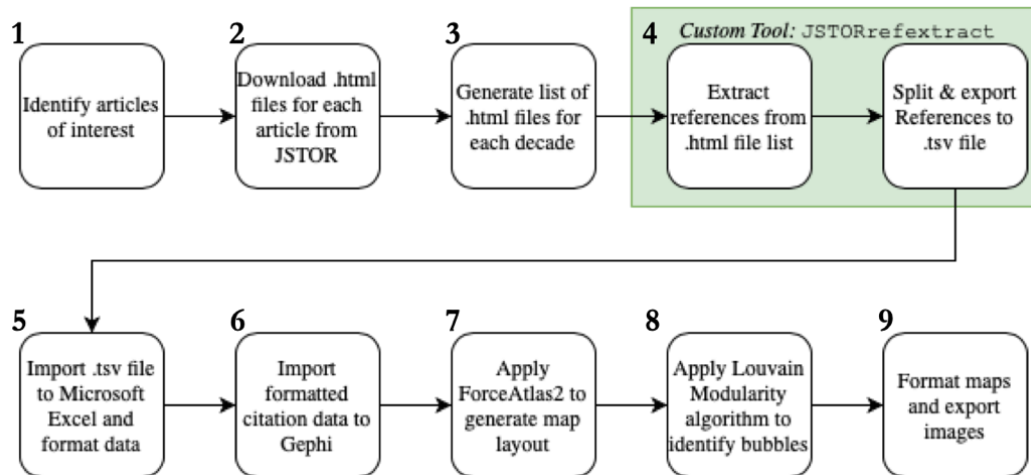 1
Identify articles
of interest
2
Download .html
files for each
article from
JSTOR
3
Generate list of
.html files for
each decade
4 Custom Tool: JSTORrefextract
Extract
references from
.html file list
Split & export
References to
.tsv file
5
Import .tsv file
to Microsoft
Excel and
format data
6
Import
formatted
citation data to
Gephi
7
Apply
ForceAtlas2 to
generate map
layout
8
Apply Louvain
Modularity
algorithm to
identify bubbles
9
Format maps
and export
images